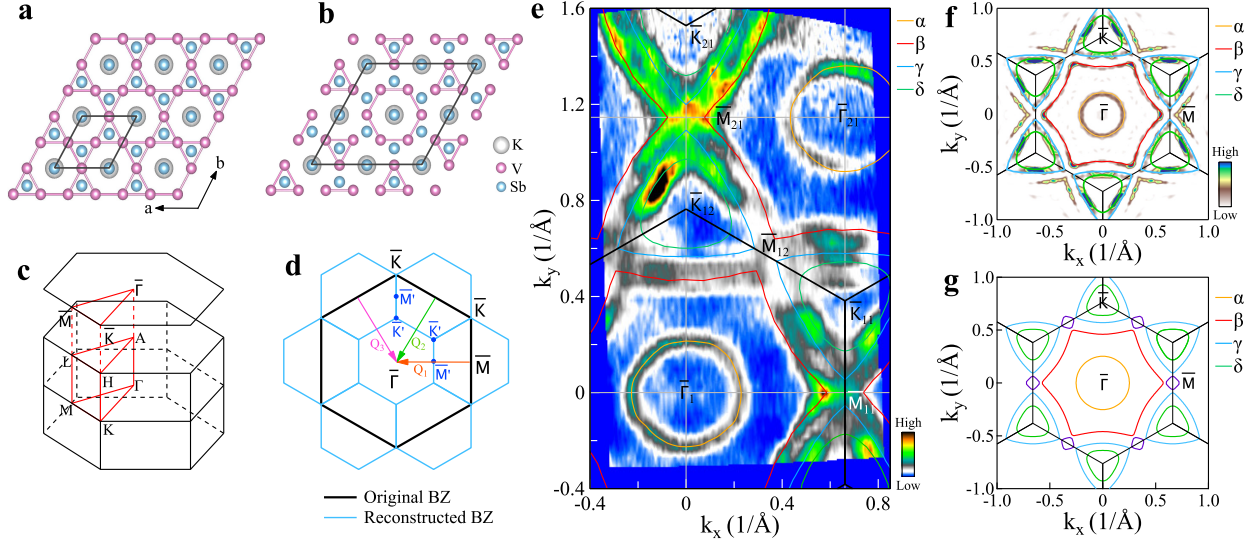 a
a
b
b
K
V
Sb
c
Γ̅
M̅
K̅
L
A
H
Γ
M
K
d
K̅
M̅'
K̅
K̅'
K̅'
Q3
Q2
M̅
Q1
Γ̅
M̅'
Original BZ
Reconstructed BZ
e
1.6
1.2
0.8
0.4
0
-0.4
ky (1/Å)
-0.4
0
0.4
0.8
kx (1/Å)
K̅21
M̅21
Γ̅21
K̅12
M̅12
K̅11
Γ̅1
M̅11
α
β
γ
δ
High
Low
f
1.0
0.5
0
-0.5
-1.0
ky (1/Å)
K̅
Γ̅
M̅
High
Low
-1.0
-0.5
0
0.5
1.0
kx (1/Å)
α
β
γ
δ
g
1.0
0.5
0
-0.5
-1.0
ky (1/Å)
K̅
Γ̅
M̅
-1.0
-0.5
0
0.5
1.0
kx (1/Å)
α
β
γ
δ